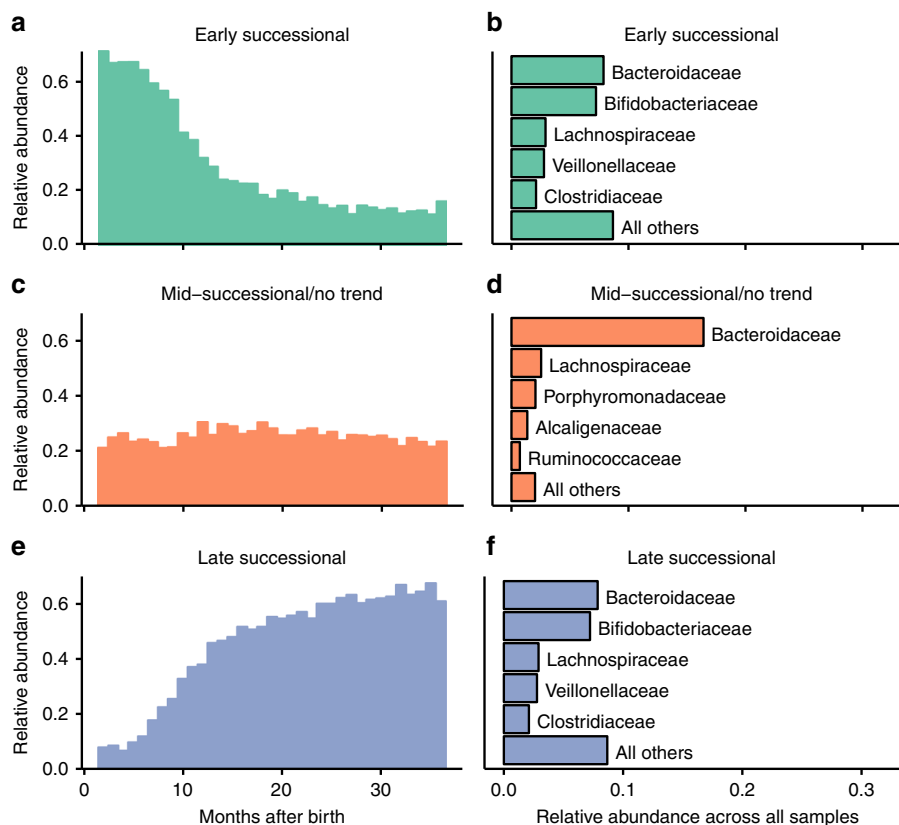 a
Early successional
Relative abundance
0.6
0.4
0.2
0.0
b
Early successional
Bacteroidaceae
Bifidobacteriaceae
Lachnospiraceae
Veillonellaceae
Clostridiaceae
All others
c
Mid–successional/no trend
Relative abundance
0.6
0.4
0.2
0.0
d
Mid–successional/no trend
Bacteroidaceae
Lachnospiraceae
Porphyromonadaceae
Alcaligenaceae
Ruminococcaceae
All others
e
Late successional
Relative abundance
0.6
0.4
0.2
0.0
0 10 20 30
Months after birth
f
Late successional
Bacteroidaceae
Bifidobacteriaceae
Lachnospiraceae
Veillonellaceae
Clostridiaceae
All others
0.0 0.1 0.2 0.3
Relative abundance across all samples